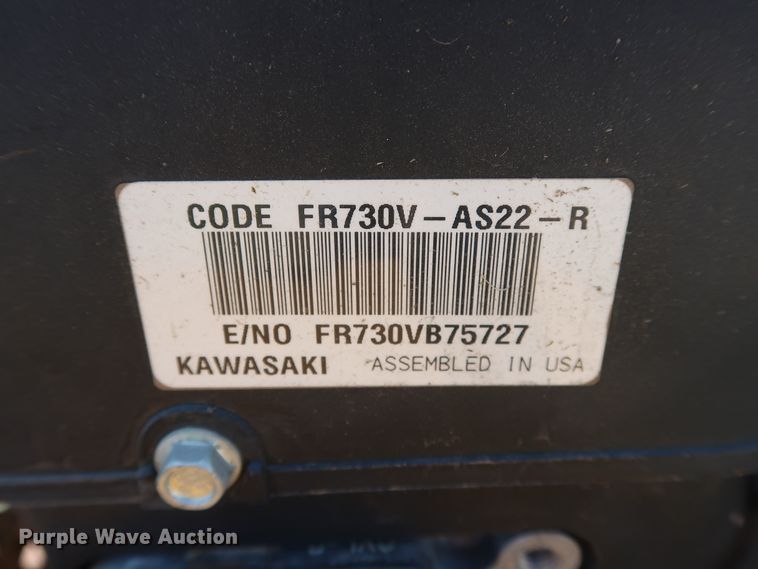 CODE FR730V-AS22-R
E/NO FR730VB75727
KAWASAKI ASSEMBLED IN USA
Purple Wave Auction